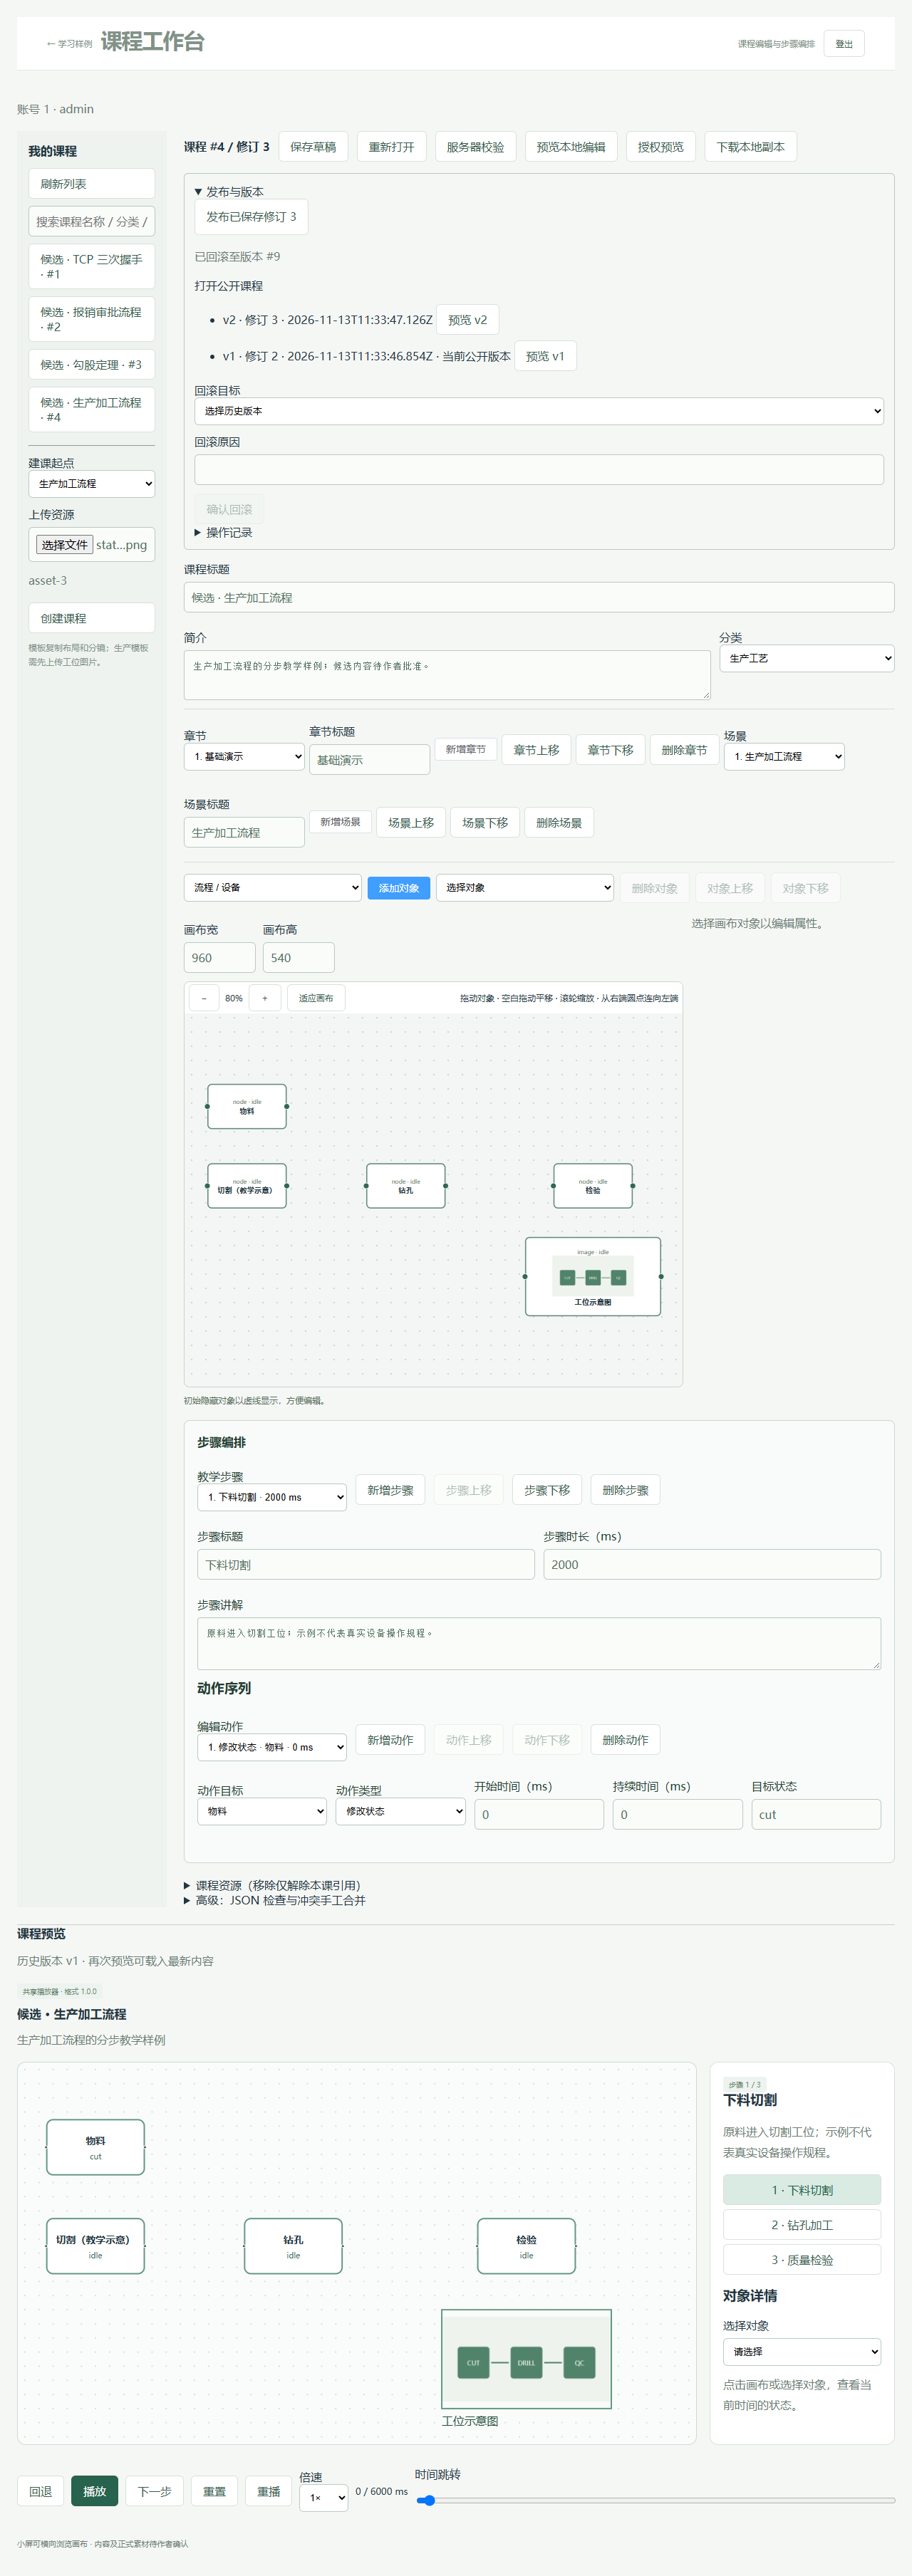 ← 学习样例 课程工作台 课程编辑与步骤编排 登出
账号 1 · admin
我的课程
刷新列表
搜索课程名称 / 分类 /
候选 · TCP 三次握手
· #1
候选 · 报销审批流程
· #2
候选 · 勾股定理 · #3
候选 · 生产加工流程
· #4
建课起点
生产加工流程
上传资源
选择文件 stat...png
asset-3
创建课程
模板复制布局和分镜；生产模板
需先上传工位图片。
课程 #4 / 修订 3 保存草稿 重新打开 服务器校验 预览本地编辑 授权预览 下载本地副本
▼ 发布与版本
发布已保存修订 3
已回滚至版本 #9
打开公开课程
• v2 · 修订 3 · 2026-11-13T11:33:47.126Z 预览 v2
• v1 · 修订 2 · 2026-11-13T11:33:46.854Z · 当前公开版本 预览 v1
回滚目标
选择历史版本
回滚原因
确认回滚
▶ 操作记录
课程标题
候选 · 生产加工流程
简介 分类
生产加工流程的分步教学样例；候选内容待作者批准。 生产工艺
章节 章节标题 新增章节 章节上移 章节下移 删除章节 场景
1. 基础演示 基础演示 1. 生产加工流程
场景标题 新增场景 场景上移 场景下移 删除场景
生产加工流程
流程 / 设备 添加对象 选择对象 删除对象 对象上移 对象下移
画布宽 画布高 选择画布对象以编辑属性。
960 540
− 80% + 适应画布 拖动对象 · 空白拖动平移 · 滚轮缩放 · 从右端圆点连向左端
node · idle
物料
node · idle node · idle node · idle
切割（教学示意） 钻孔 检验
image · idle
CUT DRILL QC
工位示意图
初始隐藏对象以虚线显示，方便编辑。
步骤编排
教学步骤 新增步骤 步骤上移 步骤下移 删除步骤
1. 下料切割 · 2000 ms
步骤标题 步骤时长（ms）
下料切割 2000
步骤讲解
原料进入切割工位；示例不代表真实设备操作规程。
动作序列
编辑动作 新增动作 动作上移 动作下移 删除动作
1. 修改状态 · 物料 · 0 ms
动作目标 动作类型 开始时间（ms） 持续时间（ms） 目标状态
物料 修改状态 0 0 cut
▶ 课程资源（移除仅解除本课引用）
▶ 高级：JSON 检查与冲突手工合并
课程预览
历史版本 v1 · 再次预览可载入最新内容
共享播放器 · 格式 1.0.0
候选 · 生产加工流程
生产加工流程的分步教学样例
物料
cut
切割（教学示意） 钻孔 检验
idle idle idle
CUT DRILL QC
工位示意图
步骤 1 / 3
下料切割
原料进入切割工位；示例不代
表真实设备操作规程。
1 · 下料切割
2 · 钻孔加工
3 · 质量检验
对象详情
选择对象
请选择
点击画布或选择对象，查看当
前时间的状态。
回退 播放 下一步 重置 重播 倍速 1× 0 / 6000 ms 时间跳转
小屏可横向浏览画布 · 内容及正式素材待作者确认